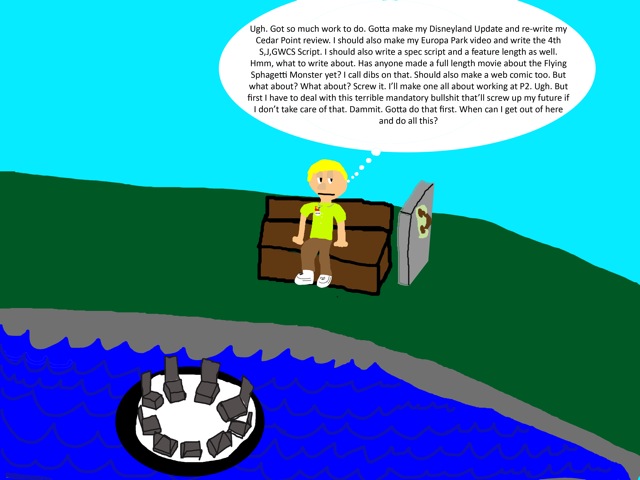 Ugh. Got so much work to do. Gotta make my Disneyland Update and re-write my
Cedar Point review. I should also make my Europa Park video and write the 4th
S,J,GWCS Script. I should also write a spec script and a feature length as well.
Hmm, what to write about. Has anyone made a full length movie about the Flying
Sphagetti Monster yet? I call dibs on that. Should also make a web comic too. But
what about? What about? Screw it. I'll make one all about working at P2. Ugh. But
first I have to deal with this terrible mandatory bullshit that'll screw up my future if
I don't take care of that. Dammit. Gotta do that first. When can I get out of here
and do all this?